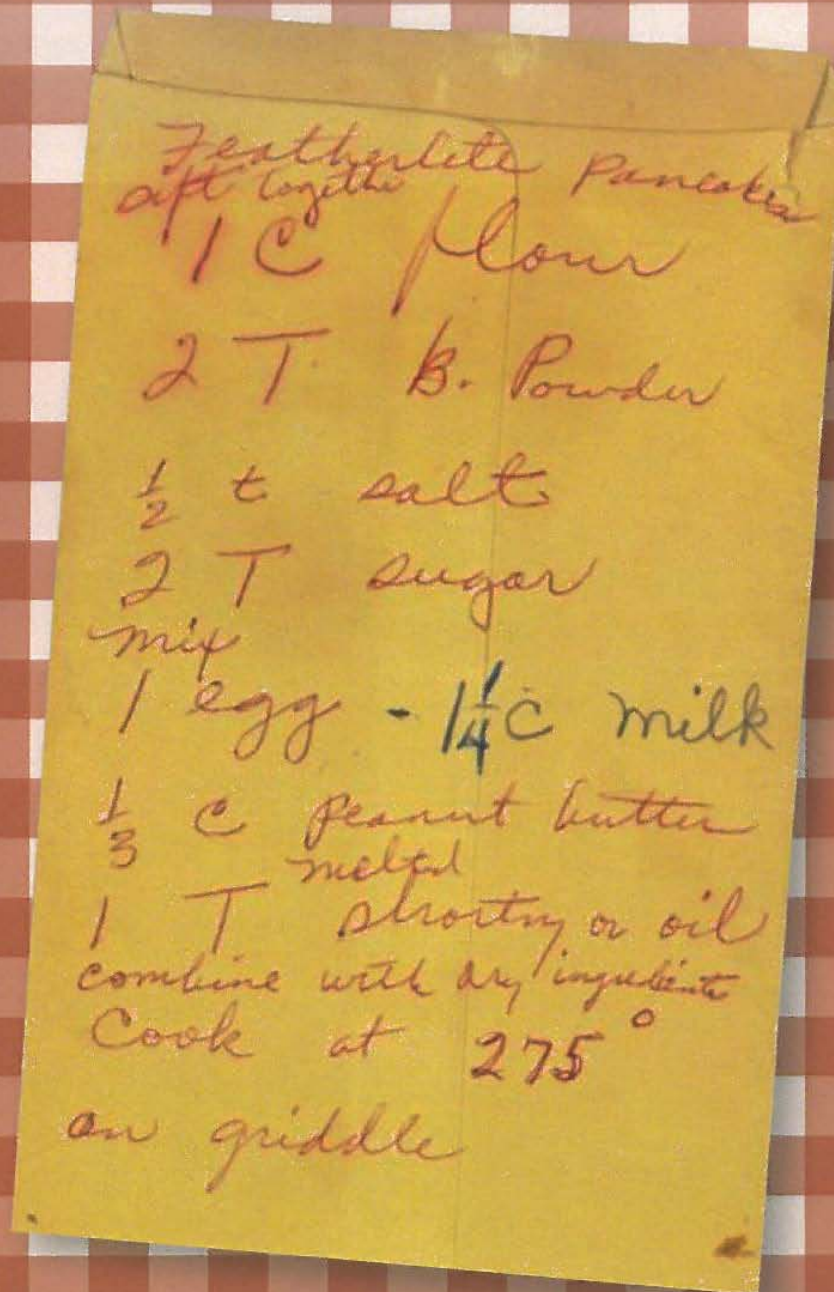 Featherlite Pancakes
sift together
1 C flour
2 T. B. Powder
1/2 t salt
2 T sugar
mix
1 egg - 1 1/4 C milk
1/3 C peanut butter
melted
1 T shortng or oil
combine with dry ingredients
Cook at 275°
on griddle